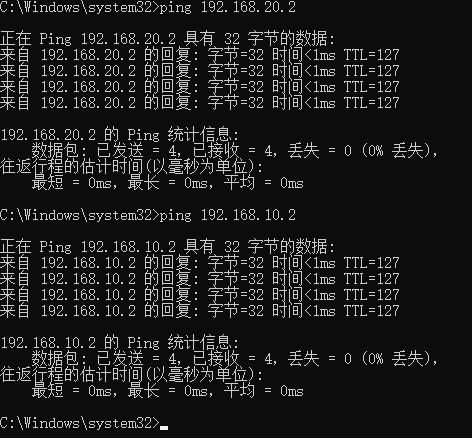 C:\Windows\system32>ping 192.168.20.2
正在 Ping 192.168.20.2 具有 32 字节的数据:
来自 192.168.20.2 的回复: 字节=32 时间<1ms TTL=127
来自 192.168.20.2 的回复: 字节=32 时间<1ms TTL=127
来自 192.168.20.2 的回复: 字节=32 时间<1ms TTL=127
来自 192.168.20.2 的回复: 字节=32 时间<1ms TTL=127
192.168.20.2 的 Ping 统计信息:
数据包: 已发送 = 4, 已接收 = 4, 丢失 = 0 (0% 丢失),
往返行程的估计时间(以毫秒为单位):
最短 = 0ms, 最长 = 0ms, 平均 = 0ms
C:\Windows\system32>ping 192.168.10.2
正在 Ping 192.168.10.2 具有 32 字节的数据:
来自 192.168.10.2 的回复: 字节=32 时间<1ms TTL=127
来自 192.168.10.2 的回复: 字节=32 时间<1ms TTL=127
来自 192.168.10.2 的回复: 字节=32 时间<1ms TTL=127
来自 192.168.10.2 的回复: 字节=32 时间<1ms TTL=127
192.168.10.2 的 Ping 统计信息:
数据包: 已发送 = 4, 已接收 = 4, 丢失 = 0 (0% 丢失),
往返行程的估计时间(以毫秒为单位):
最短 = 0ms, 最长 = 0ms, 平均 = 0ms
C:\Windows\system32>